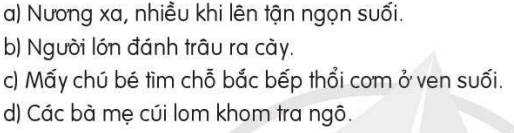 a) Nương xa, nhiều khi lên tận ngọn suối.
b) Người lớn đánh trâu ra cày.
c) Mấy chú bé tìm chỗ bắc bếp thổi cơm ở ven suối.
d) Các bà mẹ cúi lom khom tra ngô.